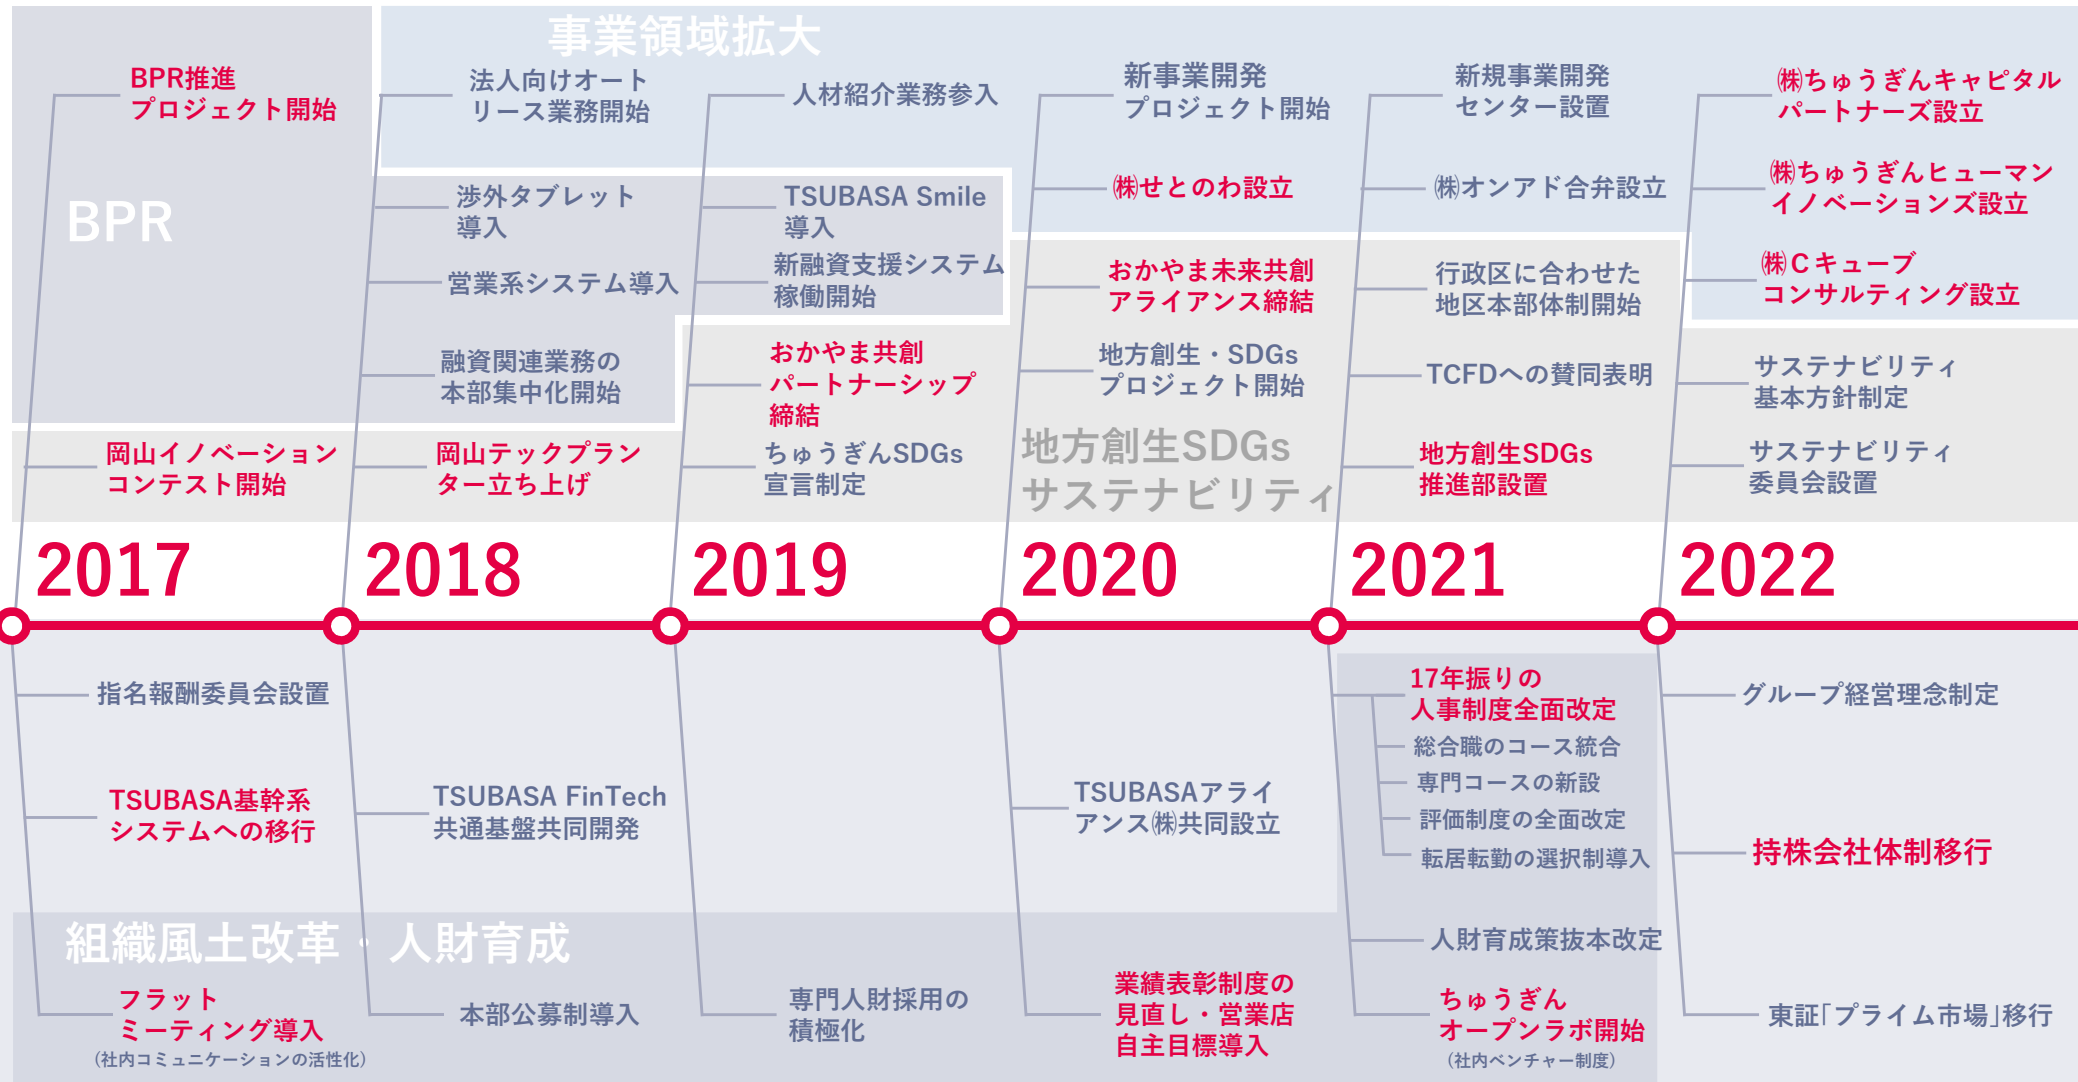 事業領域拡大
BPR
BPR推進
プロジェクト開始
岡山イノベーション
コンテスト開始
法人向けオート
リース業務開始
渉外タブレット
導入
営業系システム導入
融資関連業務の
本部集中化開始
岡山テックプラン
ター立ち上げ
人材紹介業務参入
TSUBASA Smile
導入
新融資支援システム
稼働開始
おかやま共創
パートナーシップ
締結
ちゅうぎんSDGs
宣言制定
新事業開発
プロジェクト開始
㈱せとのわ設立
おかやま未来共創
アライアンス締結
地方創生・SDGs
プロジェクト開始
地方創生SDGs
サステナビリティ
新規事業開発
センター設置
㈱オンアド合弁設立
行政区に合わせた
地区本部体制開始
TCFDへの賛同表明
地方創生SDGs
推進部設置
㈱ちゅうぎんキャピタル
パートナーズ設立
㈱ちゅうぎんヒューマン
イノベーションズ設立
㈱Cキューブ
コンサルティング設立
サステナビリティ
基本方針制定
サステナビリティ
委員会設置
2017
2018
2019
2020
2021
2022
指名報酬委員会設置
TSUBASA基幹系
システムへの移行
組織風土改革・人財育成
フラット
ミーティング導入
（社内コミュニケーションの活性化）
TSUBASA FinTech
共通基盤共同開発
本部公募制導入
専門人財採用の
積極化
TSUBASAアライ
アンス㈱共同設立
業績表彰制度の
見直し・営業店
自主目標導入
17年振りの
人事制度全面改定
総合職のコース統合
専門コースの新設
評価制度の全面改定
転居転勤の選択制導入
人財育成策抜本改定
ちゅうぎん
オープンラボ開始
（社内ベンチャー制度）
グループ経営理念制定
持株会社体制移行
東証「プライム市場」移行